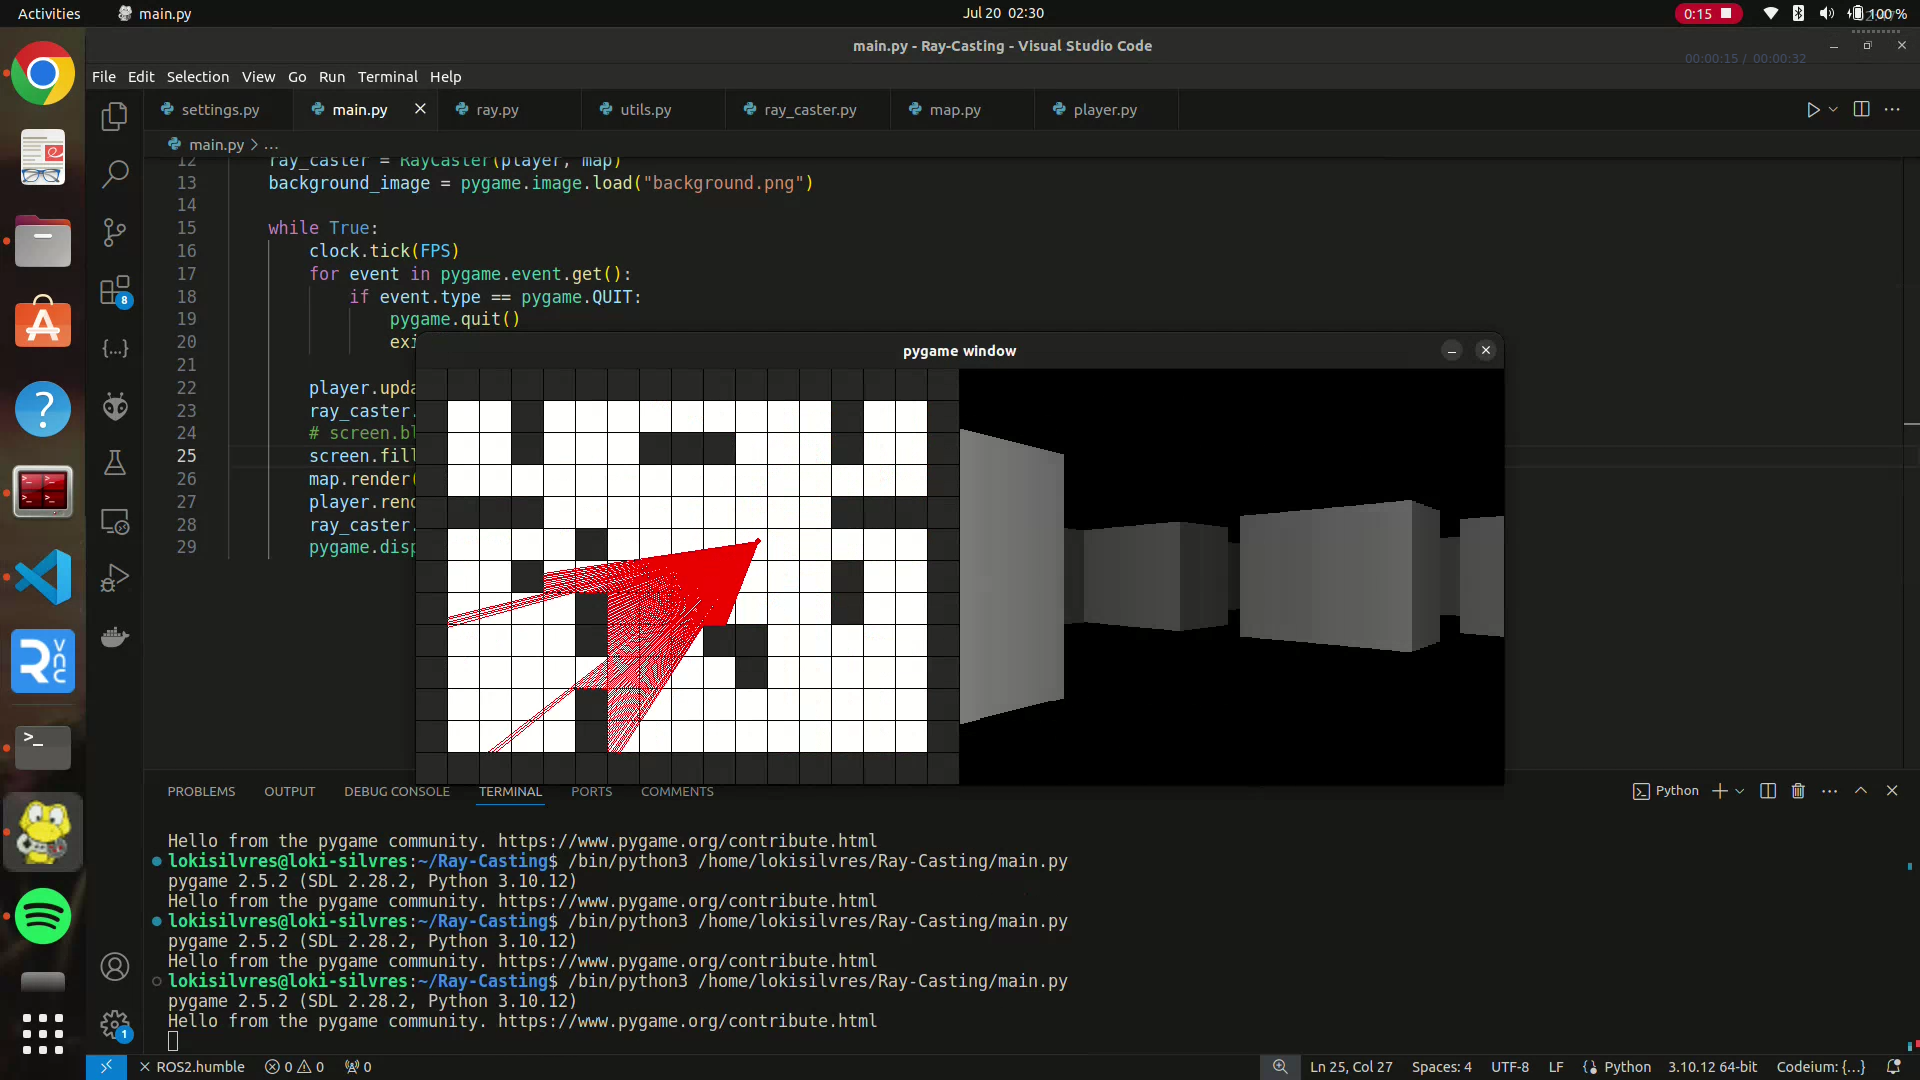 Activities
main.py
Jul 20 02:30
0:15
100%
main.py - Ray-Casting - Visual Studio Code
00:00:15 / 00:00:32
File Edit Selection View Go Run Terminal Help
settings.py
main.py
ray.py
utils.py
ray_caster.py
map.py
player.py
main.py > ...
12 ray_caster = RayCaster(player, map)
13 background_image = pygame.image.load("background.png")
14
15 while True:
16 clock.tick(FPS)
17 for event in pygame.event.get():
18 if event.type == pygame.QUIT:
19 pygame.quit()
20 exi
21
22 player.upda
23 ray_caster.
24 # screen.bl
25 screen.fill
26 map.render(
27 player.rend
28 ray_caster.
29 pygame.disp
pygame window
PROBLEMS OUTPUT DEBUG CONSOLE TERMINAL PORTS COMMENTS
Python
Hello from the pygame community. https://www.pygame.org/contribute.html
lokisilvres@loki-silvres:~/Ray-Casting$ /bin/python3 /home/lokisilvres/Ray-Casting/main.py
pygame 2.5.2 (SDL 2.28.2, Python 3.10.12)
Hello from the pygame community. https://www.pygame.org/contribute.html
lokisilvres@loki-silvres:~/Ray-Casting$ /bin/python3 /home/lokisilvres/Ray-Casting/main.py
pygame 2.5.2 (SDL 2.28.2, Python 3.10.12)
Hello from the pygame community. https://www.pygame.org/contribute.html
lokisilvres@loki-silvres:~/Ray-Casting$ /bin/python3 /home/lokisilvres/Ray-Casting/main.py
pygame 2.5.2 (SDL 2.28.2, Python 3.10.12)
Hello from the pygame community. https://www.pygame.org/contribute.html
8
1
R VNC
ROS2.humble
0 0
0
Ln 25, Col 27
Spaces: 4
UTF-8
LF
Python
3.10.12 64-bit
Codeium: {...}